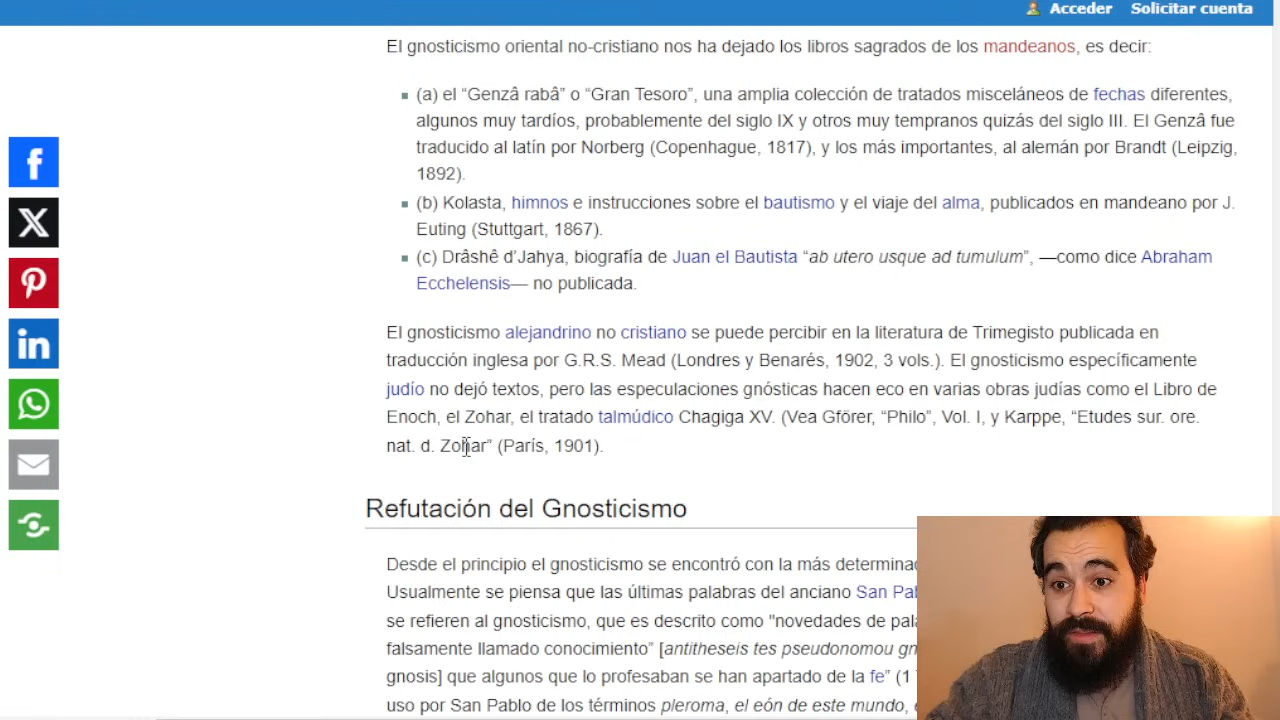 Acceder Solicitar cuenta
El gnosticismo oriental no-cristiano nos ha dejado los libros sagrados de los mandeanos, es decir:
(a) el “Genzâ rabâ” o “Gran Tesoro”, una amplia colección de tratados misceláneos de fechas diferentes,
algunos muy tardíos, probablemente del siglo IX y otros muy tempranos quizás del siglo III. El Genzâ fue
traducido al latín por Norberg (Copenhague, 1817), y los más importantes, al alemán por Brandt (Leipzig,
1892).
(b) Kolasta, himnos e instrucciones sobre el bautismo y el viaje del alma, publicados en mandeano por J.
Euting (Stuttgart, 1867).
(c) Drâshê d’Jahya, biografía de Juan el Bautista “ab utero usque ad tumulum”, —como dice Abraham
Ecchelensis— no publicada.
El gnosticismo alejandrino no cristiano se puede percibir en la literatura de Trimegisto publicada en
traducción inglesa por G.R.S. Mead (Londres y Benarés, 1902, 3 vols.). El gnosticismo específicamente
judío no dejó textos, pero las especulaciones gnósticas hacen eco en varias obras judías como el Libro de
Enoch, el Zohar, el tratado talmúdico Chagiga XV. (Vea Gförer, “Philo”, Vol. I, y Karppe, “Etudes sur. ore.
nat. d. Zohar” (París, 1901).
Refutación del Gnosticismo
Desde el principio el gnosticismo se encontró con la más
Usualmente se piensa que las últimas palabras del anciano San
se refieren al gnosticismo, que es descrito como "novedades de
falsamente llamado conocimiento” [antitheseis tes pseudonomou
gnosis] que algunos que lo profesaban se han apartado de la fe” (1
uso por San Pablo de los términos pleroma, el eón de este mundo,